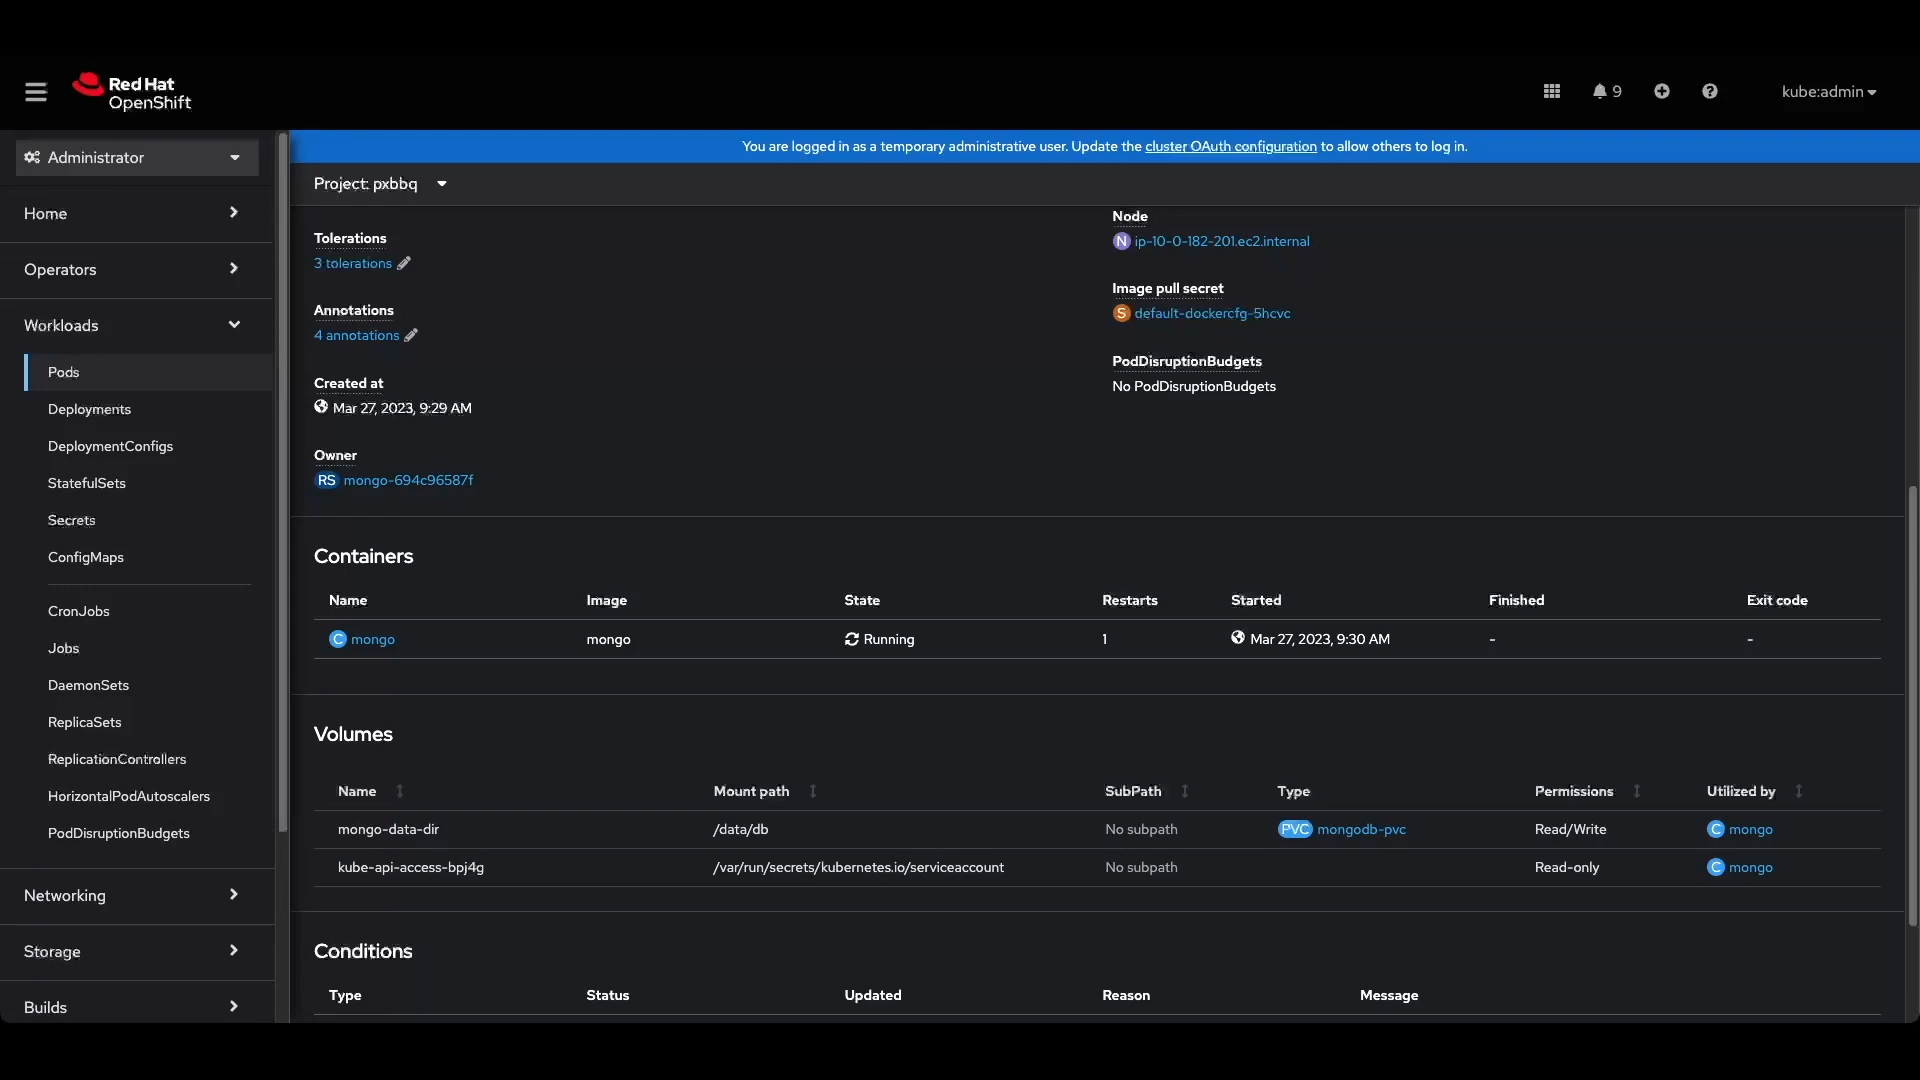 Red Hat
OpenShift
9
kube:admin
Administrator
You are logged in as a temporary administrative user. Update the cluster OAuth configuration to allow others to log in.
Project: pxbbq
Home
Operators
Workloads
Pods
Deployments
DeploymentConfigs
StatefulSets
Secrets
ConfigMaps
CronJobs
Jobs
DaemonSets
ReplicaSets
ReplicationControllers
HorizontalPodAutoscalers
PodDisruptionBudgets
Networking
Storage
Builds
Tolerations
3 tolerations
Annotations
4 annotations
Created at
Mar 27, 2023, 9:29 AM
Owner
RS mongo-694c96587f
Node
N ip-10-0-182-201.ec2.internal
Image pull secret
S default-dockercfg-5hcvc
PodDisruptionBudgets
No PodDisruptionBudgets
Containers
Name Image State Restarts Started Finished Exit code
C mongo mongo Running 1 Mar 27, 2023, 9:30 AM - -
Volumes
Name Mount path SubPath Type Permissions Utilized by
mongo-data-dir /data/db No subpath PVC mongodb-pvc Read/Write C mongo
kube-api-access-bpj4g /var/run/secrets/kubernetes.io/serviceaccount No subpath Read-only C mongo
Conditions
Type Status Updated Reason Message